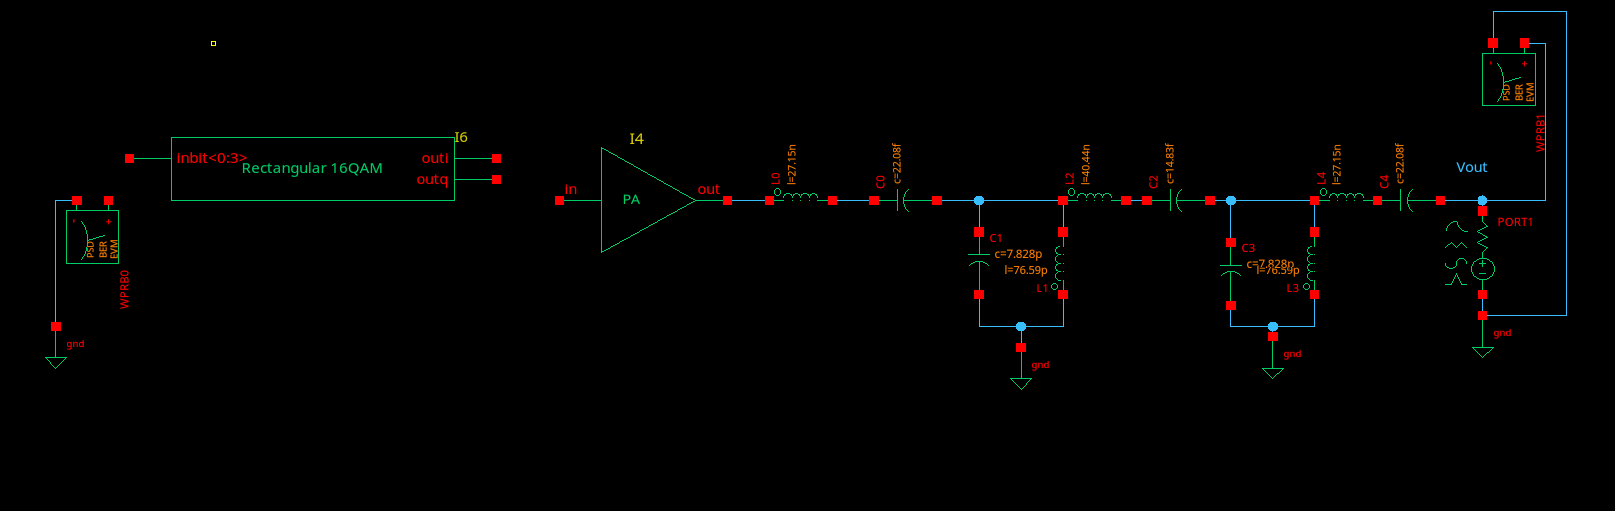 I6
inbit<0:3>
Rectangular 16QAM
outi
outq
PSD
BER
EVM
WPRB0
gnd
I4
in
PA
out
L0
l=27.15n
C0
c=22.08f
C1
c=7.828p
l=76.59p
L1
gnd
L2
l=40.44n
C2
c=14.83f
C3
c=7.828p
l=76.59p
L3
gnd
L4
l=27.15n
C4
c=22.08f
Vout
PORT1
gnd
PSD
BER
EVM
WPRB1